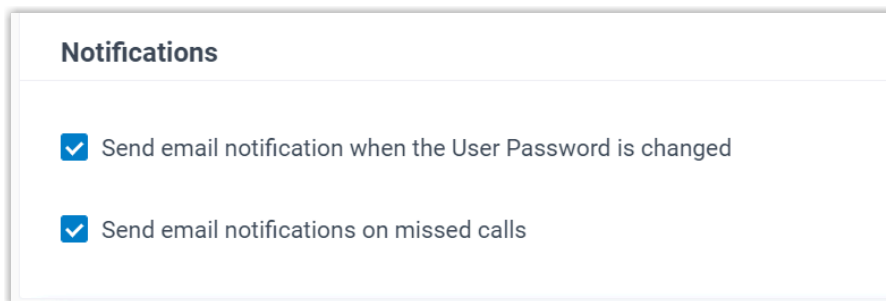 Notifications
Send email notification when the User Password is changed
Send email notifications on missed calls